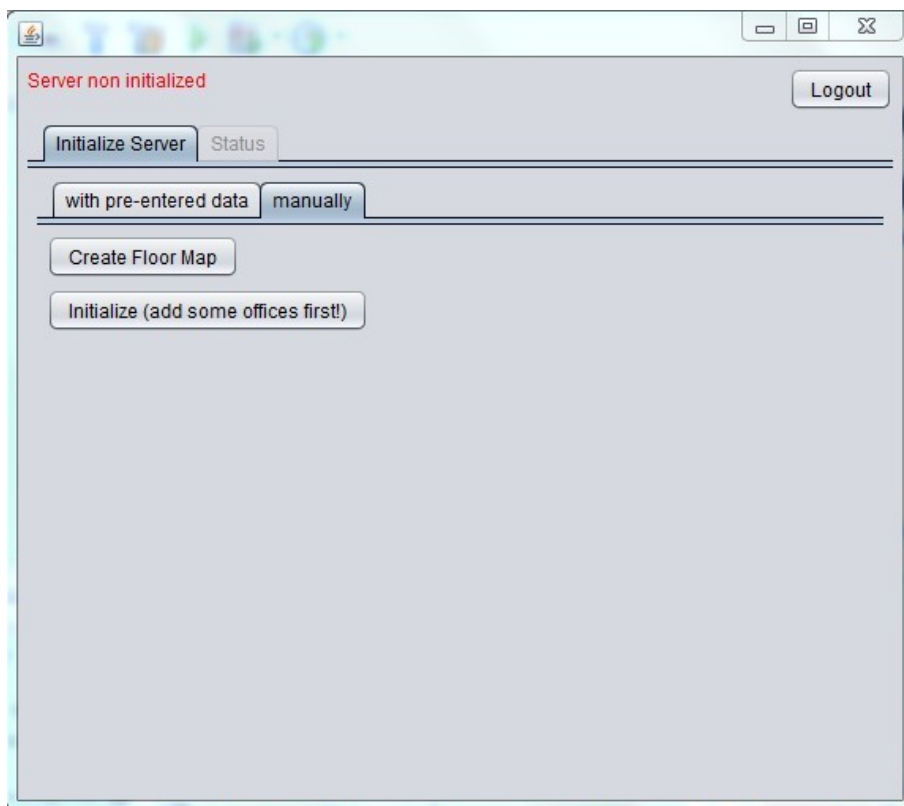 Server non initialized
Logout
Initialize Server Status
with pre-entered data manually
Create Floor Map
Initialize (add some offices first!)